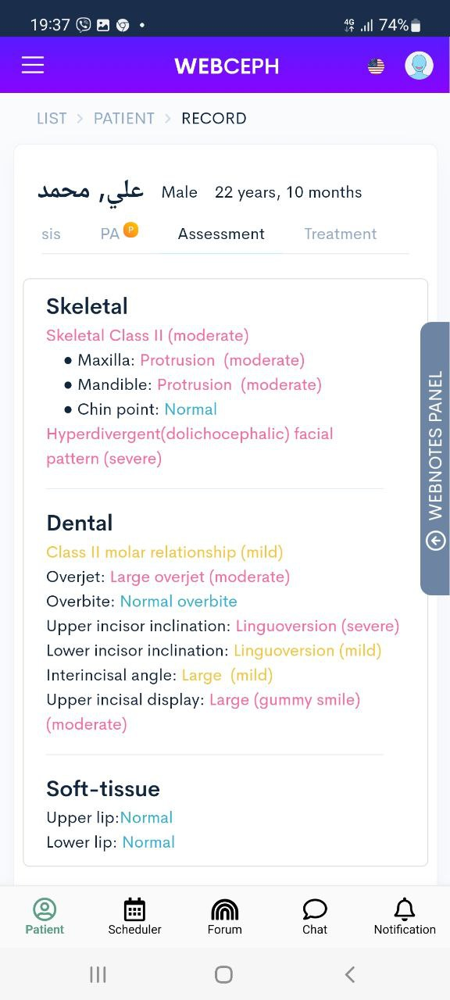 19:37 4G 74%
WEBCEPH
LIST > PATIENT > RECORD
علي, محمد Male 22 years, 10 months
sis PA P Assessment Treatment
Skeletal
Skeletal Class II (moderate)
• Maxilla: Protrusion (moderate)
• Mandible: Protrusion (moderate)
• Chin point: Normal
Hyperdivergent(dolichocephalic) facial
pattern (severe)
WEBNOTES PANEL
Dental
Class II molar relationship (mild)
Overjet: Large overjet (moderate)
Overbite: Normal overbite
Upper incisor inclination: Linguoversion (severe)
Lower incisor inclination: Linguoversion (mild)
Interincisal angle: Large (mild)
Upper incisal display: Large (gummy smile)
(moderate)
Soft-tissue
Upper lip:Normal
Lower lip: Normal
Patient Scheduler Forum Chat Notification